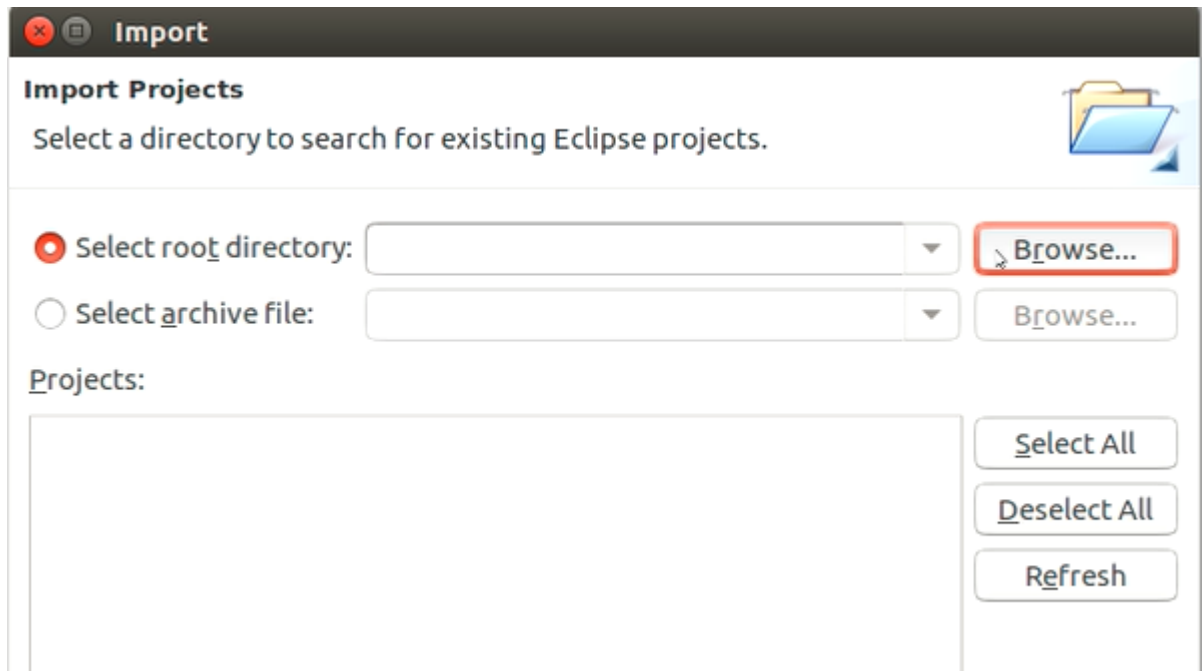 Import
Import Projects
Select a directory to search for existing Eclipse projects.
Select root directory: Browse...
Select archive file: Browse...
Projects:
Select All
Deselect All
Refresh